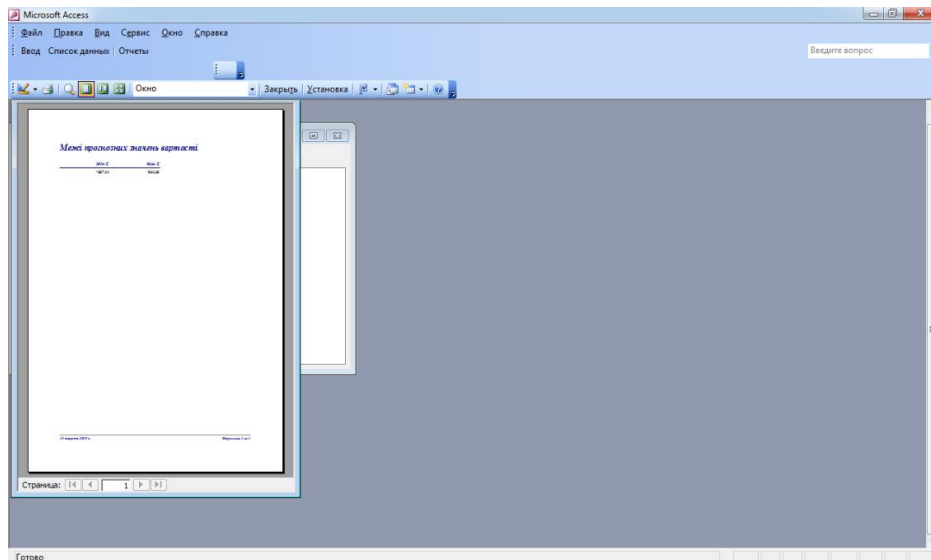 Microsoft Access
Файл Правка Вид Сервис Окно Справка
Ввод Список данных Отчеты
Введите вопрос
Окно Закрыть Установка
Межі прогнозних значень вартості
Min C Max C
Страница: 1
Готово